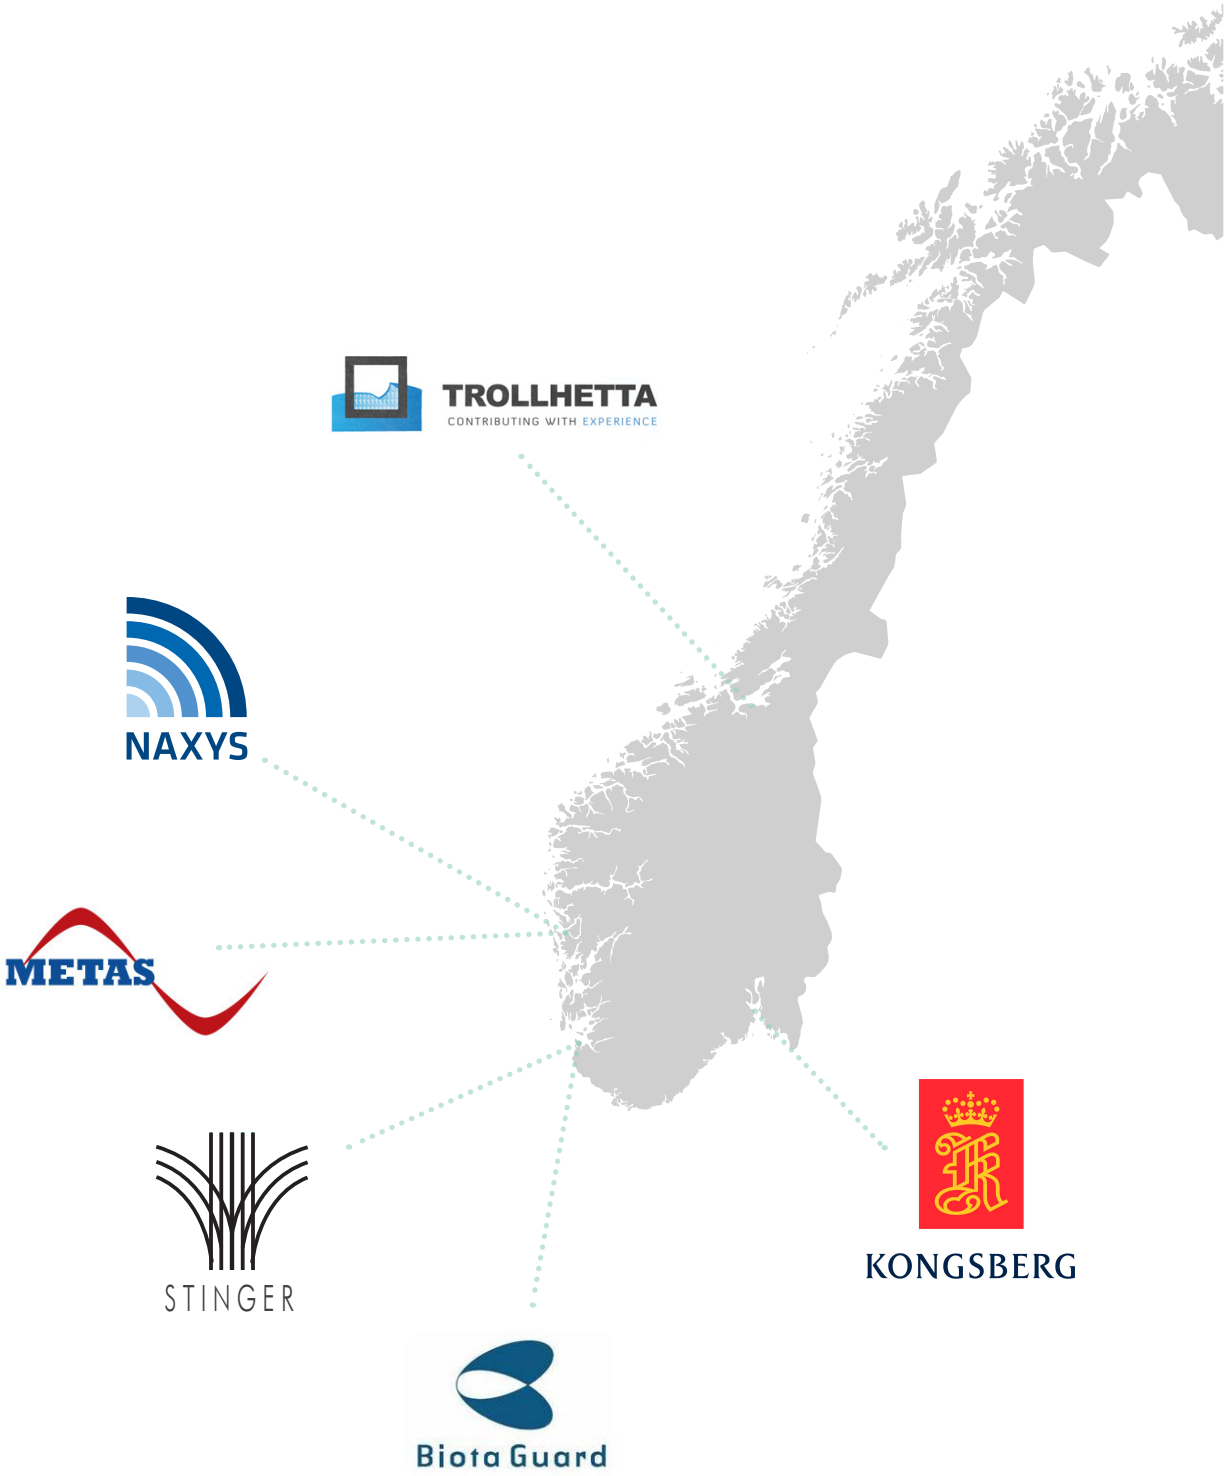 TROLLHETTA
CONTRIBUTING WITH EXPERIENCE
NAXYS
METAS
STINGER
KONGSBERG
Biota Guard